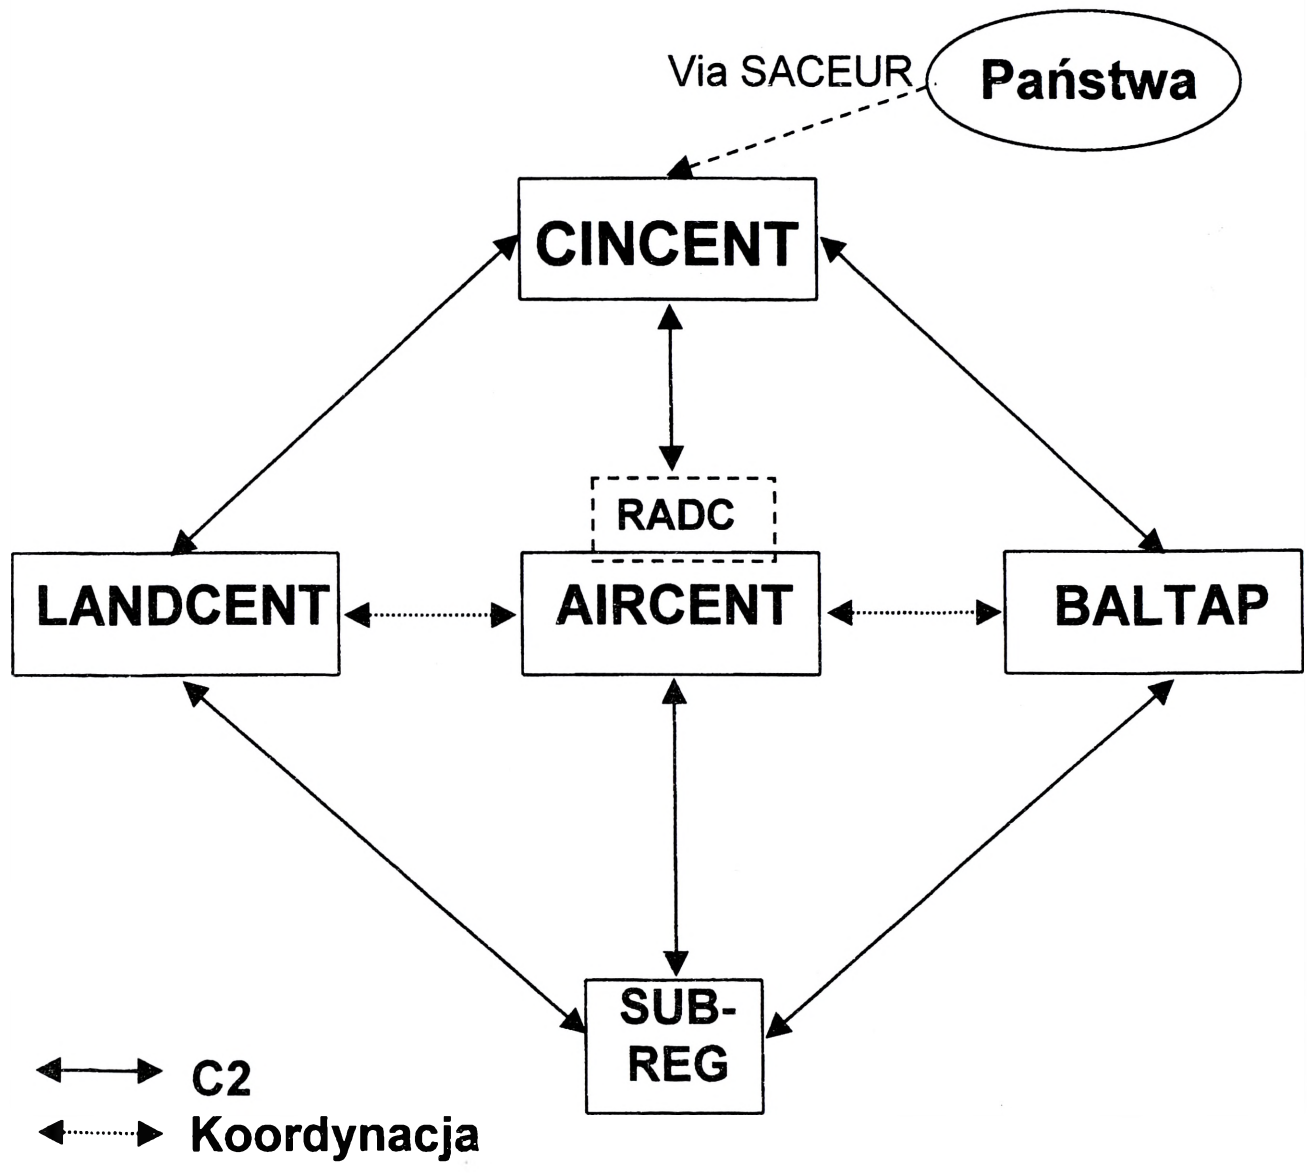 Via SACEUR
Państwa
CINCENT
RADC
LANDCENT
AIRCENT
BALTAP
SUB-
REG
C2
Koordynacja